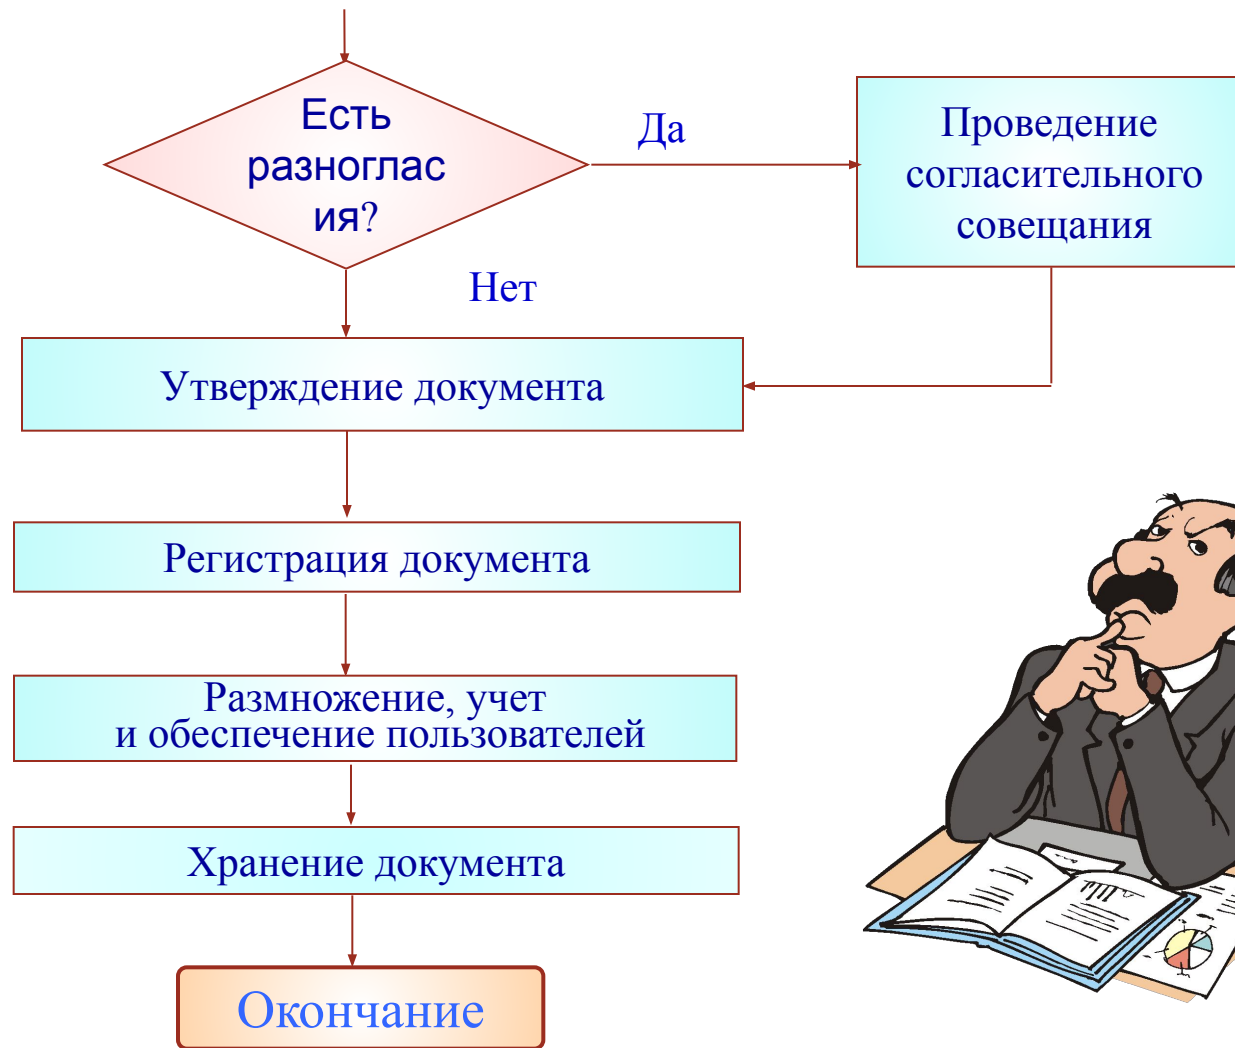 Есть
разноглас
ия?
Да
Проведение
согласительного
совещания
Нет
Утверждение документа
Регистрация документа
Размножение, учет
и обеспечение пользователей
Хранение документа
Окончание